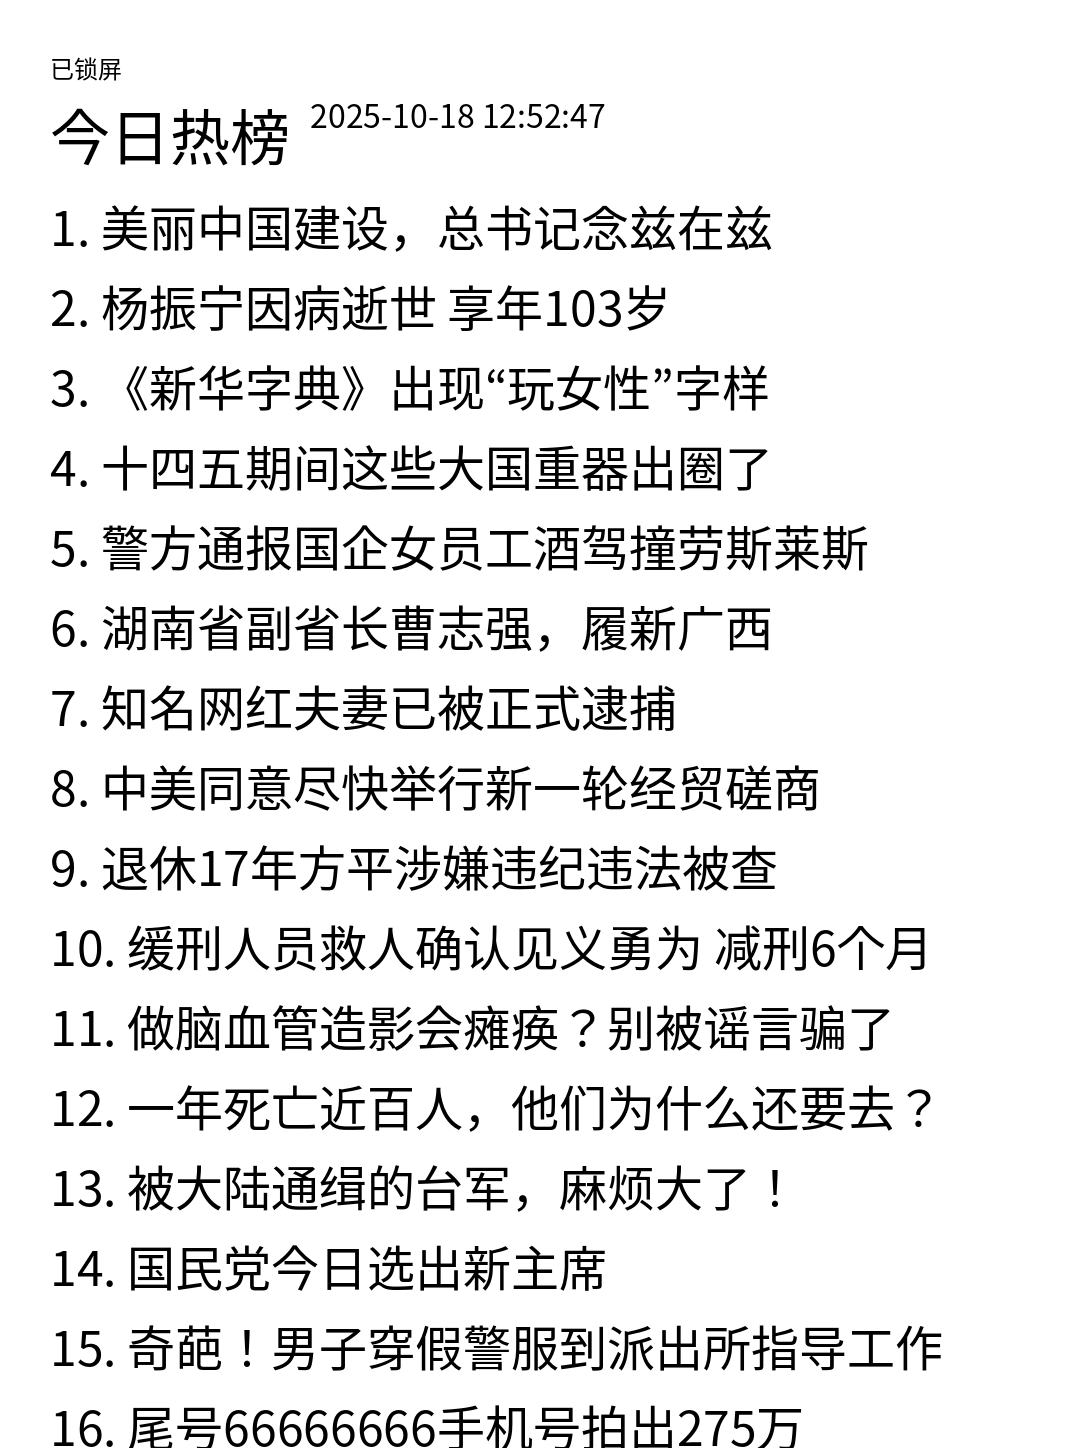 已锁屏
今日热榜 2025-10-18 12:52:47
1. 美丽中国建设，总书记念兹在兹
2. 杨振宁因病逝世 享年103岁
3. 《新华字典》出现“玩女性”字样
4. 十四五期间这些大国重器出圈了
5. 警方通报国企女员工酒驾撞劳斯莱斯
6. 湖南省副省长曹志强，履新广西
7. 知名网红夫妻已被正式逮捕
8. 中美同意尽快举行新一轮经贸磋商
9. 退休17年方平涉嫌违纪违法被查
10. 缓刑人员救人确认见义勇为 减刑6个月
11. 做脑血管造影会瘫痪？别被谣言骗了
12. 一年死亡近百人，他们为什么还要去？
13. 被大陆通缉的台军，麻烦大了！
14. 国民党今日选出新主席
15. 奇葩！男子穿假警服到派出所指导工作
16. 尾号66666666手机号拍出275万